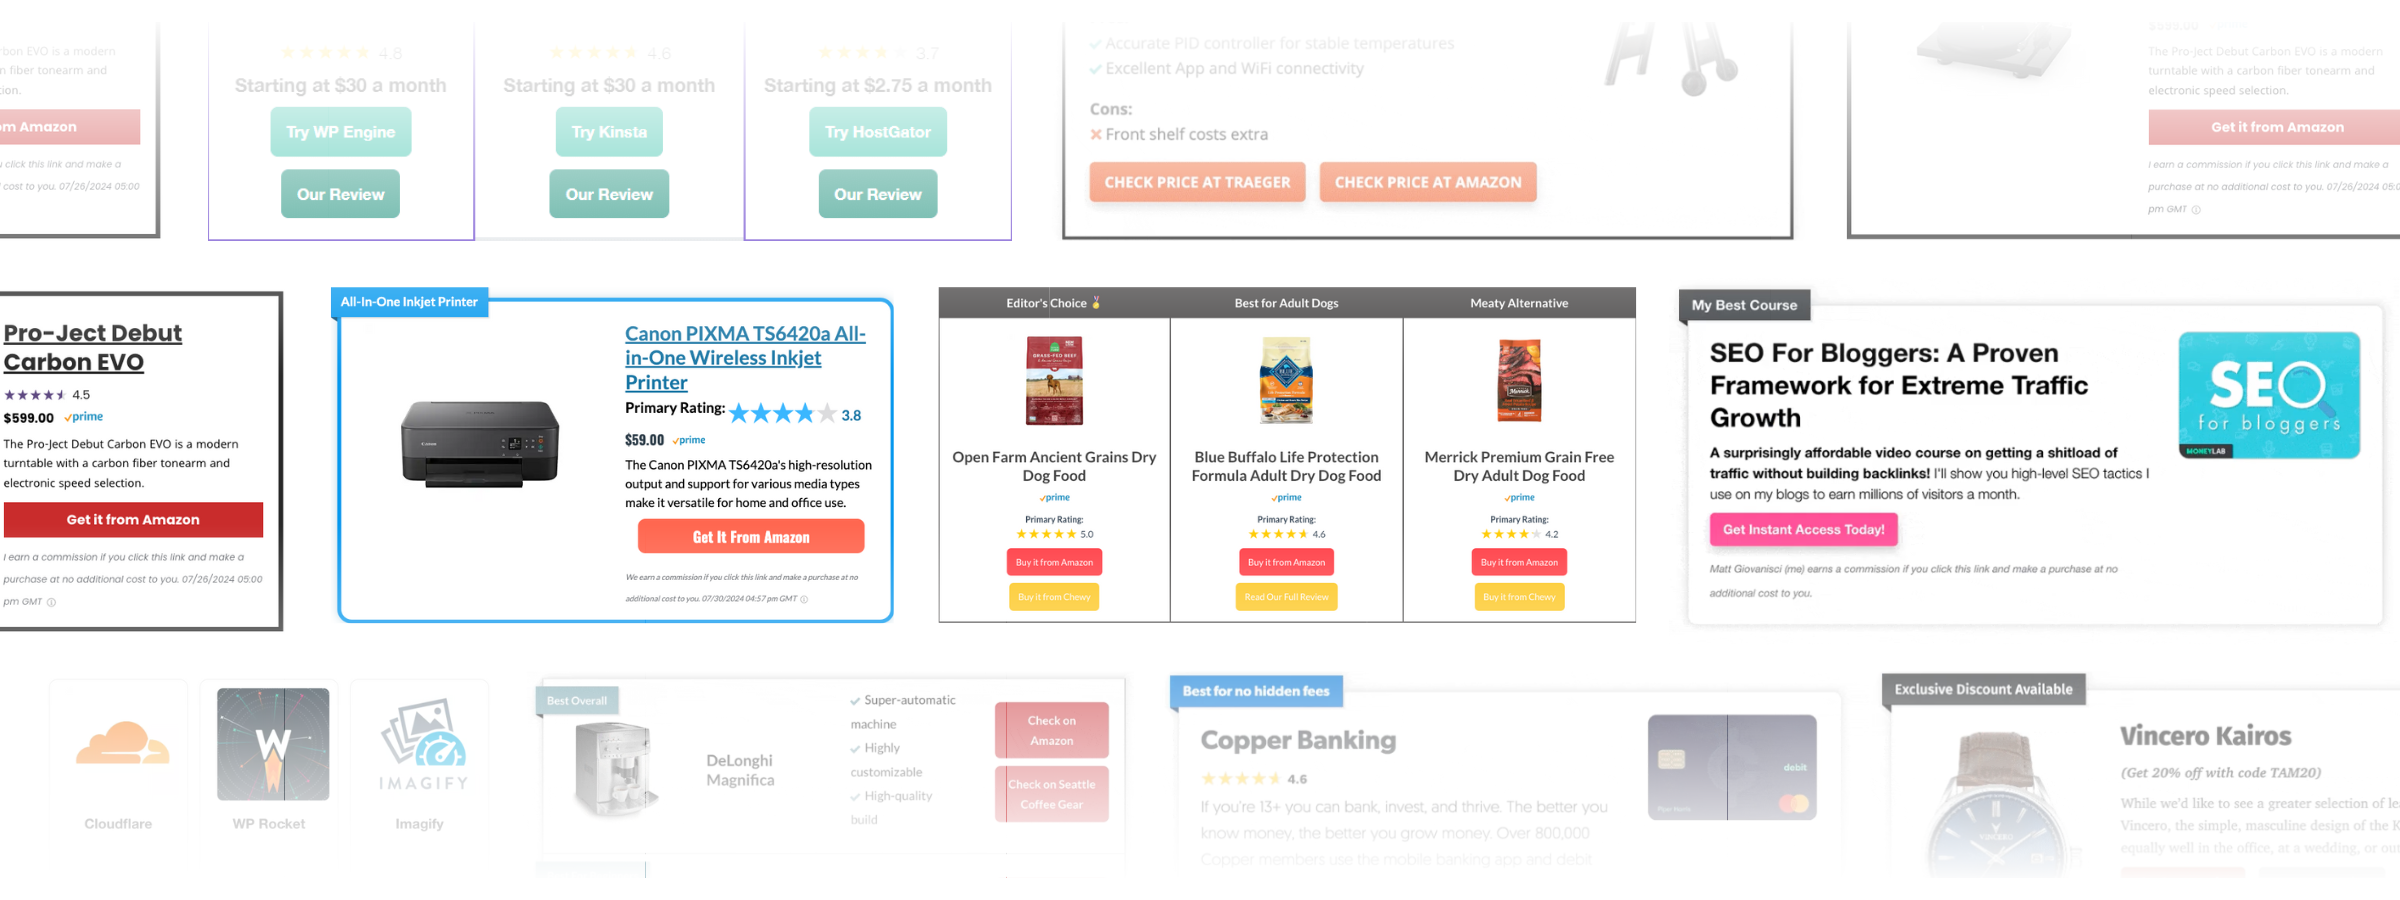 rbon EVO is a modern
n fiber tonearm and
tion.
om Amazon
u click this link and make a
cost to you. 07/26/2024 05:00
4.8
Starting at $30 a month
Try WP Engine
Our Review
4.6
Starting at $30 a month
Try Kinsta
Our Review
3.7
Starting at $2.75 a month
Try HostGator
Our Review
Accurate PID controller for stable temperatures
Excellent App and WiFi connectivity
Cons:
Front shelf costs extra
CHECK PRICE AT TRAEGER
CHECK PRICE AT AMAZON
$599.00
The Pro-Ject Debut Carbon EVO is a modern
turntable with a carbon fiber tonearm and
electronic speed selection.
Get it from Amazon
I earn a commission if you click this link and make a
purchase at no additional cost to you. 07/26/2024 05:0
pm GMT
Pro-Ject Debut
Carbon EVO
4.5
$599.00 prime
The Pro-Ject Debut Carbon EVO is a modern
turntable with a carbon fiber tonearm and
electronic speed selection.
Get it from Amazon
I earn a commission if you click this link and make a
purchase at no additional cost to you. 07/26/2024 05:00
pm GMT
All-In-One Inkjet Printer
Canon PIXMA TS6420a All-
in-One Wireless Inkjet
Printer
Primary Rating: 3.8
$59.00 prime
The Canon PIXMA TS6420a's high-resolution
output and support for various media types
make it versatile for home and office use.
Get It From Amazon
We earn a commission if you click this link and make a purchase at no
additional cost to you. 07/30/2024 04:57 pm GMT
Editor's Choice
Open Farm Ancient Grains Dry
Dog Food
prime
Primary Rating:
5.0
Buy it from Amazon
Buy it from Chewy
Best for Adult Dogs
Blue Buffalo Life Protection
Formula Adult Dry Dog Food
prime
Primary Rating:
4.6
Buy it from Amazon
Read Our Full Review
Meaty Alternative
Merrick Premium Grain Free
Dry Adult Dog Food
prime
Primary Rating:
4.2
Buy it from Amazon
Buy it from Chewy
My Best Course
SEO For Bloggers: A Proven
Framework for Extreme Traffic
Growth
A surprisingly affordable video course on getting a shitload of
traffic without building backlinks! I'll show you high-level SEO tactics I
use on my blogs to earn millions of visitors a month.
Get Instant Access Today!
Matt Giovanisci (me) earns a commission if you click this link and make a purchase at no
additional cost to you.
SEO
for bloggers
MONEYLAB
Cloudflare
W
WP Rocket
IMAGIFY
Imagify
Best Overall
DeLonghi
Magnifica
Super-automatic
machine
Highly
customizable
High-quality
build
Check on
Amazon
Check on Seattle
Coffee Gear
Best for no hidden fees
Copper Banking
4.6
If you're 13+ you can bank, invest, and thrive. The better you
know money, the better you grow money. Over 800,000
Copper members use the mobile banking app and debit
debit
Exclusive Discount Available
Vincero Kairos
(Get 20% off with code TAM20)
While we'd like to see a greater selection of le
Vincero, the simple, masculine design of the K
equally well in the office, at a wedding, or ou
VINCERO